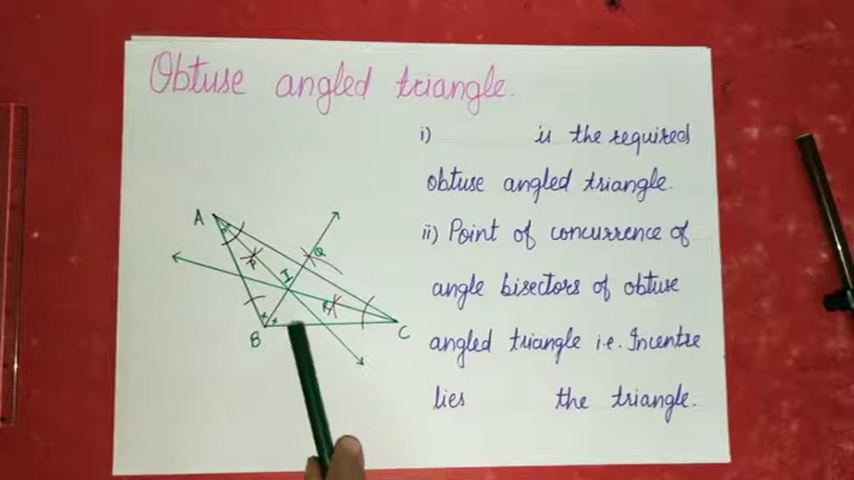 Obtuse angled triangle.
i) is the required
obtuse angled triangle.
ii) Point of concurrence of
angle bisectors of obtuse
angled triangle i.e. Incentre
lies the triangle.
A
Q
P
I
R
B
C